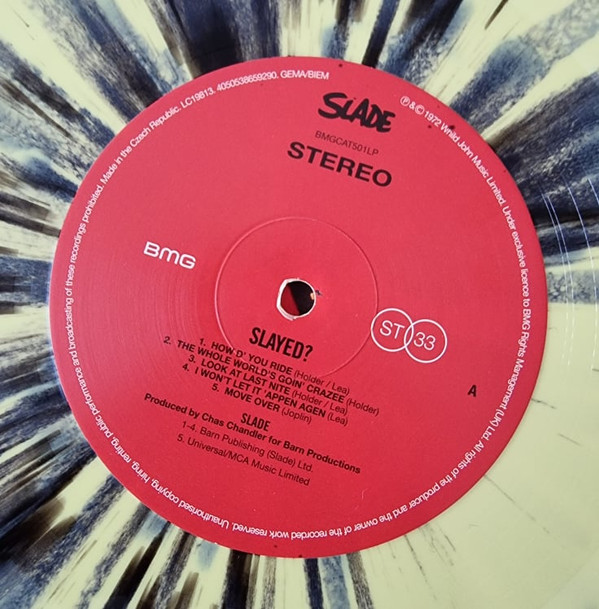 SLADE
BMGCAT501LP
STEREO
BMG
ST 33
A
SLAYED?
1. HOW D' YOU RIDE (Holder / Lea)
2. THE WHOLE WORLD'S GOIN' CRAZEE (Holder)
3. LOOK AT LAST NITE (Holder / Lea)
4. I WON'T LET IT 'APPEN AGEN (Lea)
5. MOVE OVER (Joplin)
SLADE
Produced by Chas Chandler for Barn Productions
1-4. Barn Publishing (Slade) Ltd.
5. Universal/MCA Music Limited
℗&© 1972 Whild John Music Limited. Under exclusive licence to BMG Rights Management (UK) Ltd. All rights of the producer and the owner of the recorded work reserved. Unauthorised copying, hiring, renting, public performance and broadcasting of these recordings prohibited. Made in the Czech Republic. LC19813. 4050538659290. GEMA/BIEM